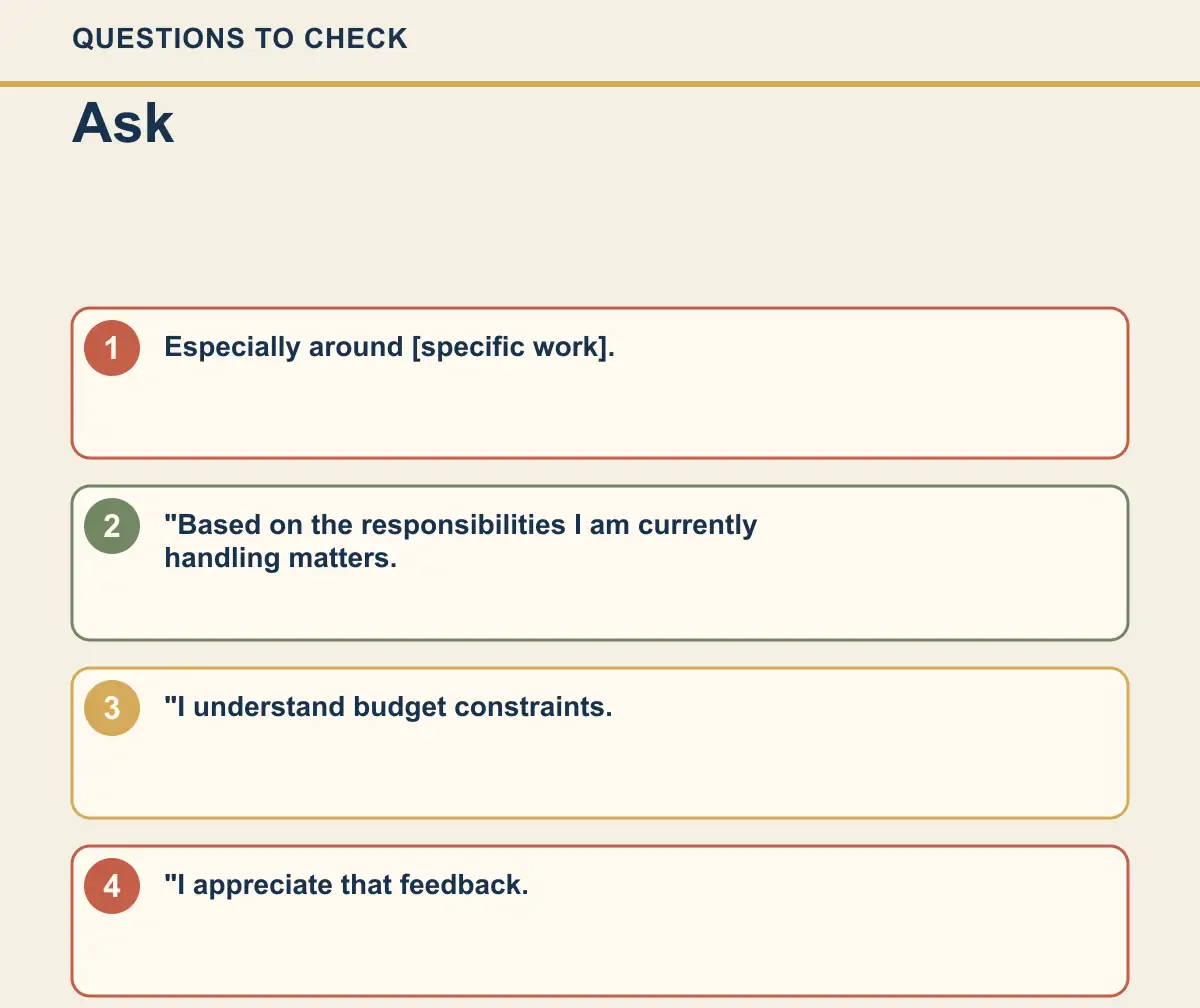 QUESTIONS TO CHECK
Ask
1
Especially around [specific work].
2
"Based on the responsibilities I am currently
handling matters.
3
"I understand budget constraints.
4
"I appreciate that feedback.